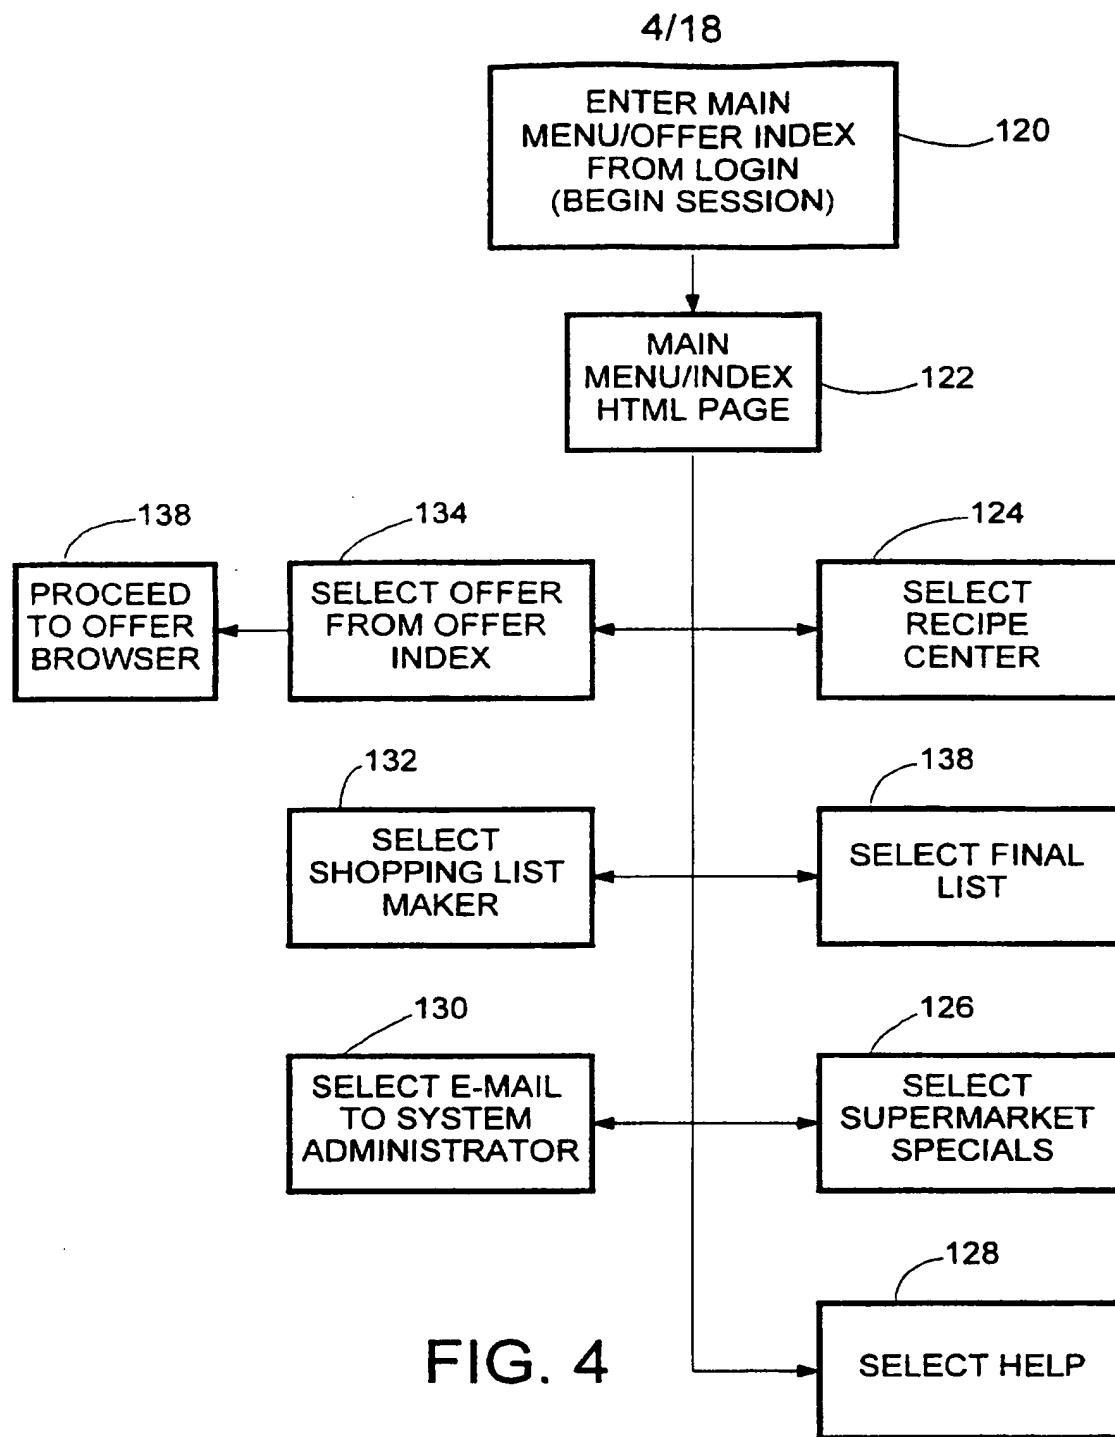 4/18
ENTER MAIN
MENU/OFFER INDEX
FROM LOGIN
(BEGIN SESSION)
120
MAIN
MENU/INDEX
HTML PAGE
122
138
PROCEED
TO OFFER
BROWSER
134
SELECT OFFER
FROM OFFER
INDEX
124
SELECT
RECIPE
CENTER
132
SELECT
SHOPPING LIST
MAKER
138
SELECT FINAL
LIST
130
SELECT E-MAIL
TO SYSTEM
ADMINISTRATOR
126
SELECT
SUPERMARKET
SPECIALS
128
SELECT HELP
FIG. 4